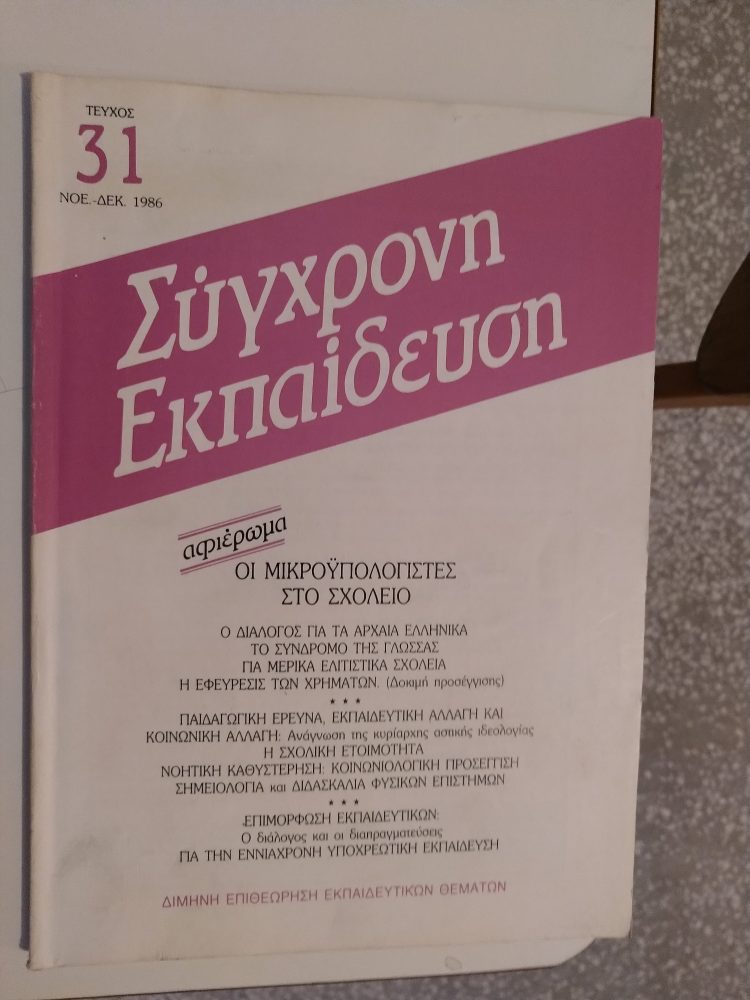 ΤΕΥΧΟΣ
31
ΝΟΕ.-ΔΕΚ. 1986
Σύγχρονη
Εκπαίδευση
αφιέρωμα
ΟΙ ΜΙΚΡΟΫΠΟΛΟΓΙΣΤΕΣ
ΣΤΟ ΣΧΟΛΕΙΟ
Ο ΔΙΑΛΟΓΟΣ ΓΙΑ ΤΑ ΑΡΧΑΙΑ ΕΛΛΗΝΙΚΑ
ΤΟ ΣΥΝΔΡΟΜΟ ΤΗΣ ΓΛΩΣΣΑΣ
ΓΙΑ ΜΕΡΙΚΑ ΕΛΙΤΙΣΤΙΚΑ ΣΧΟΛΕΙΑ
Η ΕΦΕΥΡΕΣΙΣ ΤΩΝ ΧΡΗΜΑΤΩΝ. (Δοκιμή προσέγγισης)
★ ★ ★
ΠΑΙΔΑΓΩΓΙΚΗ ΕΡΕΥΝΑ, ΕΚΠΑΙΔΕΥΤΙΚΗ ΑΛΛΑΓΗ ΚΑΙ
ΚΟΙΝΩΝΙΚΗ ΑΛΛΑΓΗ: Ανάγνωση της κυρίαρχης αστικής ιδεολογίας
Η ΣΧΟΛΙΚΗ ΕΤΟΙΜΟΤΗΤΑ
ΝΟΗΤΙΚΗ ΚΑΘΥΣΤΕΡΗΣΗ: ΚΟΙΝΩΝΙΟΛΟΓΙΚΗ ΠΡΟΣΕΓΓΙΣΗ
ΣΗΜΕΙΟΛΟΓΙΑ και ΔΙΔΑΣΚΑΛΙΑ ΦΥΣΙΚΩΝ ΕΠΙΣΤΗΜΩΝ
★ ★ ★
ΕΠΙΜΟΡΦΩΣΗ ΕΚΠΑΙΔΕΥΤΙΚΩΝ:
Ο διάλογος και οι διαπραγματεύσεις
ΓΙΑ ΤΗΝ ΕΝΝΙΑΧΡΟΝΗ ΥΠΟΧΡΕΩΤΙΚΗ ΕΚΠΑΙΔΕΥΣΗ
ΔΙΜΗΝΗ ΕΠΙΘΕΩΡΗΣΗ ΕΚΠΑΙΔΕΥΤΙΚΩΝ ΘΕΜΑΤΩΝ